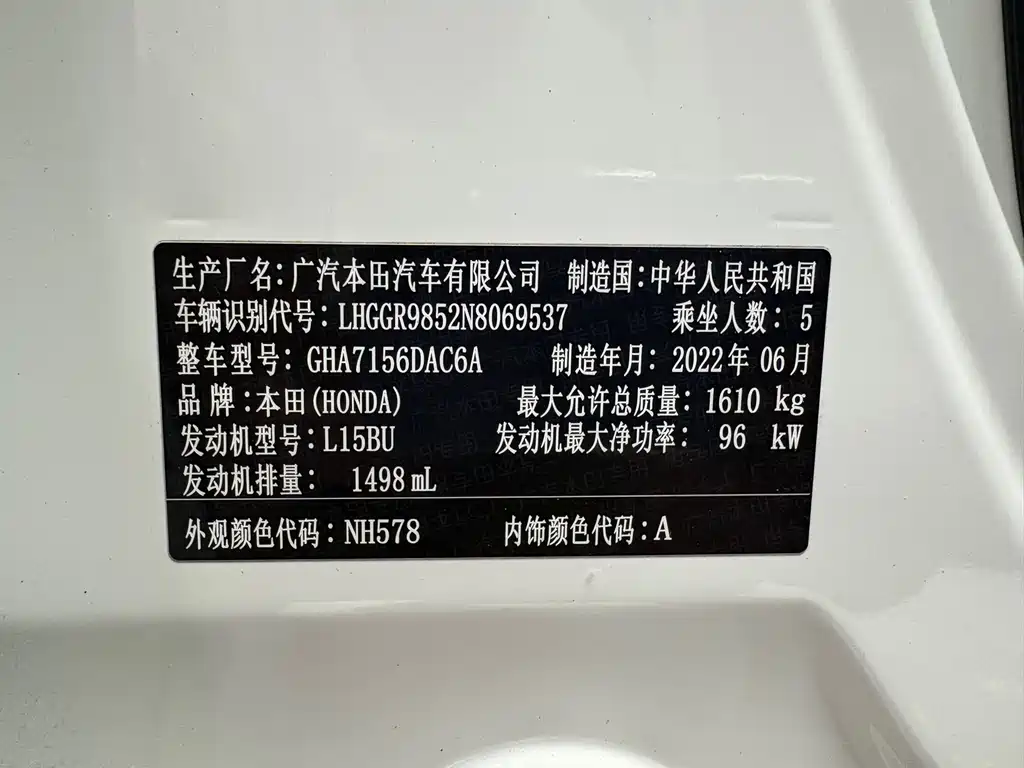 生产厂名：广汽本田汽车有限公司 制造国：中华人民共和国
车辆识别代号：LHGGR9852N8069537 乘坐人数：5
整车型号：GHA7156DAC6A 制造年月：2022年06月
品牌：本田(HONDA) 最大允许总质量：1610 kg
发动机型号：L15BU 发动机最大净功率：96 kW
发动机排量：1498 mL
外观颜色代码：NH578 内饰颜色代码：A